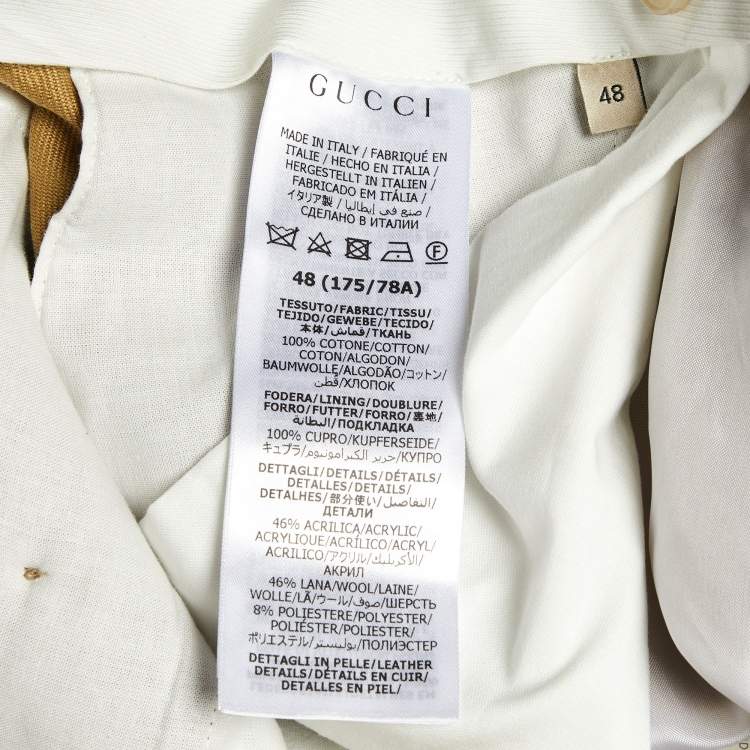 GUCCI
48
MADE IN ITALY / FABRIQUÉ EN
ITALIE / HECHO EN ITALIA /
HERGESTELLT IN ITALIEN /
FABRICADO EM ITÁLIA /
イタリア製 / صنع في إيطاليا /
СДЕЛАНО В ИТАЛИИ
F
48 (175/78A)
TESSUTO/FABRIC/TISSU/
TEJIDO/GEWEBE/TECIDO/
本体/قماش/ТКАНЬ
100% COTONE/COTTON/
COTON/ALGODON/
BAUMWOLLE/ALGODÃO/コットン/
قطن/ХЛОПОК
FODERA/LINING/DOUBLURE/
FORRO/FUTTER/FORRO/裏地/
البطانة/ПОДКЛАДКА
100% CUPRO/KUPFERSEIDE/
キュプラ/حرير الكبرامونيوم/КУПРО
DETTAGLI/DETAILS/DÉTAILS/
DETALLES/DETAILS/
DETALHES/部分使い/التفاصيل/
ДЕТАЛИ
46% ACRILICA/ACRYLIC/
ACRYLIQUE/ACRÍLICO/ACRYL/
ACRILICO/アクリル/الأكريليك/
АКРИЛ
46% LANA/WOOL/LAINE/
WOLLE/LÃ/ウール/صوف/ШЕРСТЬ
8% POLIESTERE/POLYESTER/
POLIÉSTER/POLIESTER/
ポリエステル/بوليستر/ПОЛИЭСТЕР
DETTAGLI IN PELLE/LEATHER
DETAILS/DÉTAILS EN CUIR/
DETALLES EN PIEL/